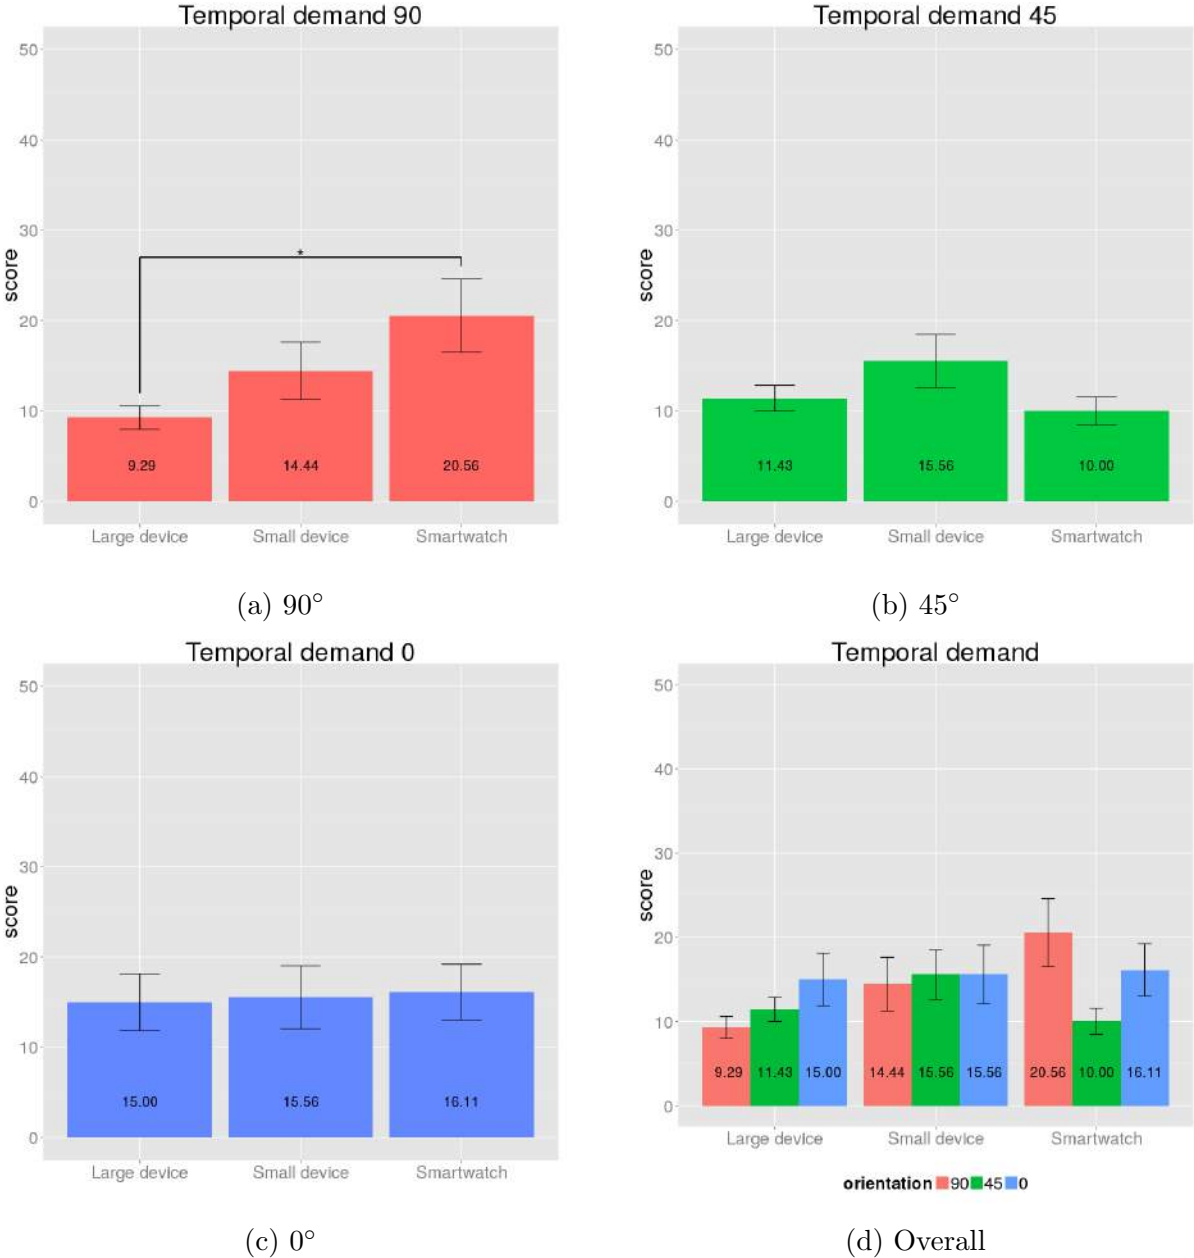 Temporal demand 90
50
40
30
20
10
0
score
*
9.29
14.44
20.56
Large device
Small device
Smartwatch
(a) 90°
Temporal demand 45
50
40
30
20
10
0
score
11.43
15.56
10.00
Large device
Small device
Smartwatch
(b) 45°
Temporal demand 0
50
40
30
20
10
0
score
15.00
15.56
16.11
Large device
Small device
Smartwatch
(c) 0°
Temporal demand
50
40
30
20
10
0
score
9.29 11.43 15.00
14.44 15.56 15.56
20.56 10.00 16.11
Large device
Small device
Smartwatch
orientation 90 45 0
(d) Overall